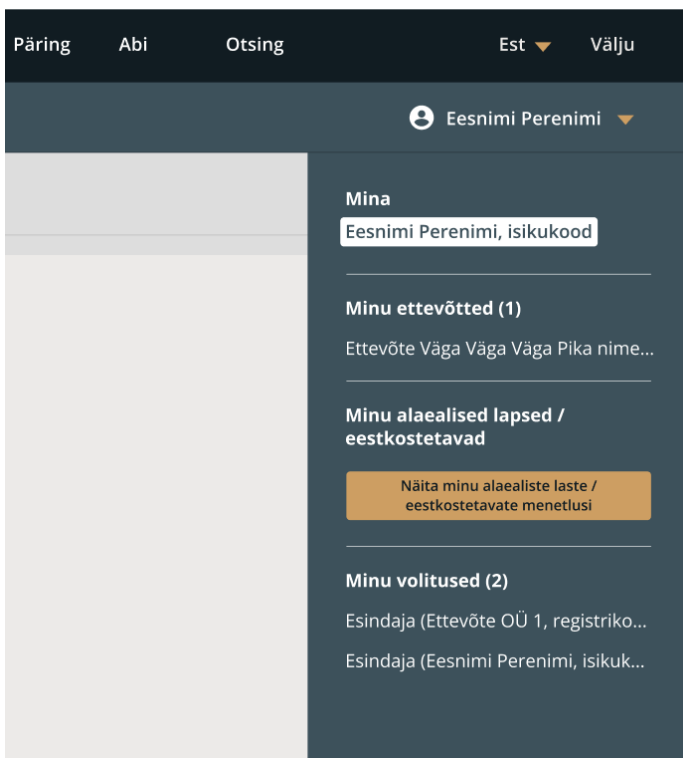 Päring Abi Otsing Est Välju
Eesnimi Perenimi
Mina
Eesnimi Perenimi, isikukood
Minu ettevõtted (1)
Ettevõte Väga Väga Väga Pika nime...
Minu alaealised lapsed /
eestkostetavad
Näita minu alaealiste laste /
eestkostetavate menetlusi
Minu volitused (2)
Esindaja (Ettevõte OÜ 1, registriko...
Esindaja (Eesnimi Perenimi, isikuk...